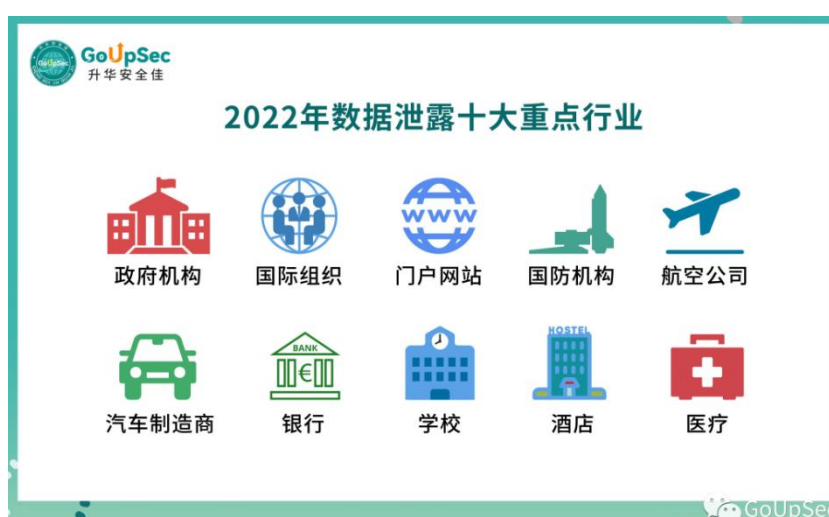 GoUpSec
升华安全佳
2022年数据泄露十大重点行业
www
政府机构
国际组织
门户网站
国防机构
航空公司
BANK
HOSTEL
汽车制造商
银行
学校
酒店
医疗
GoUpSec